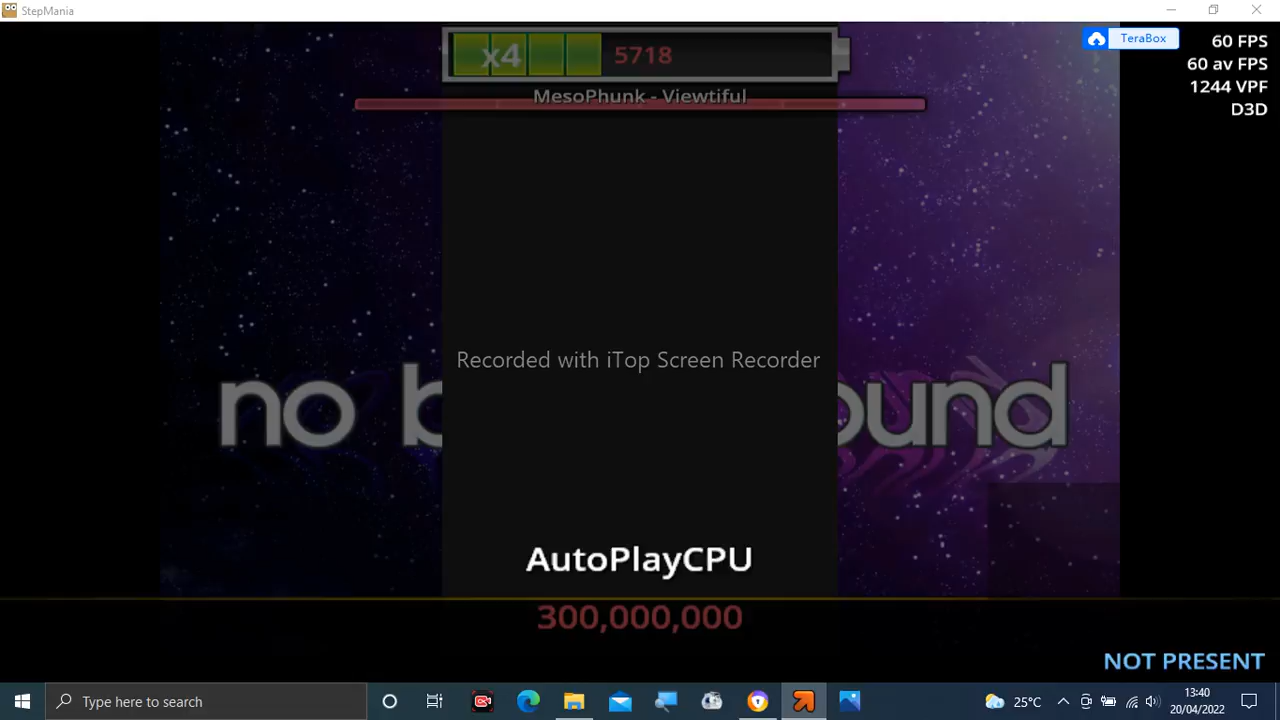 StepMania
x4 5718
TeraBox
60 FPS
60 av FPS
1244 VPF
D3D
MesoPhunk - Viewtiful
Recorded with iTop Screen Recorder
no b ound
AutoPlayCPU
300,000,000
NOT PRESENT
Type here to search
25°C
13:40
20/04/2022